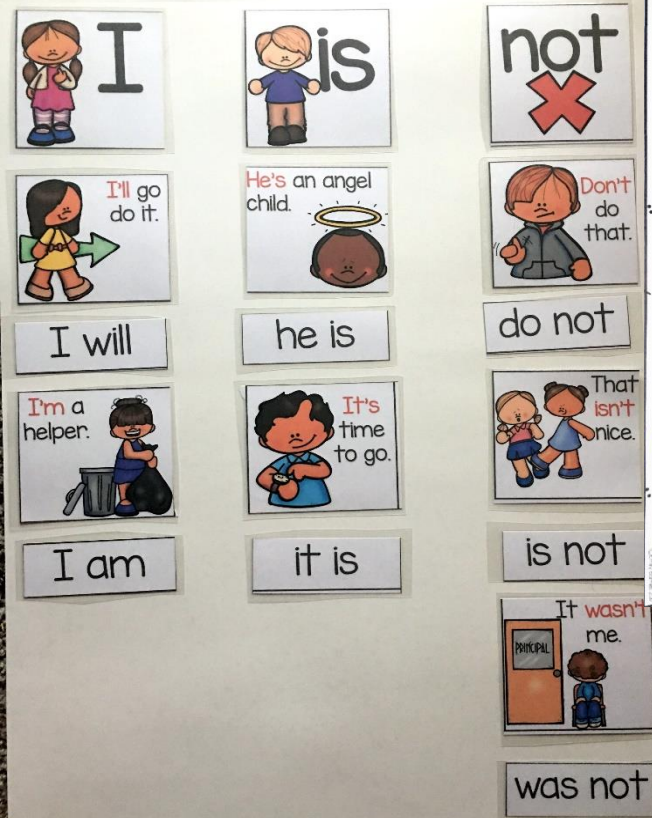 I
is
not
I'll go
do it.
He's an angel
child.
Don't
do
that.
I will
he is
do not
I'm a
helper.
It's
time
to go.
That
isn't
nice.
I am
it is
is not
It wasn't
me.
PRINCIPAL
was not